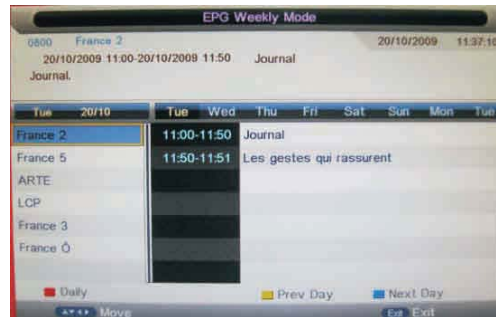 EPG Weekly Mode
0800 France 2 20/10/2009 11:37:10
20/10/2009 11:00-20/10/2009 11:50 Journal
Journal.
Tue 20/10 Tue Wed Thu Fri Sat Sun Mon Tue
France 2 11:00-11:50 Journal
France 5 11:50-11:51 Les gestes qui rassurent
ARTE
LCP
France 3
France Ô
Daily Prev Day Next Day
Move Exit Exit